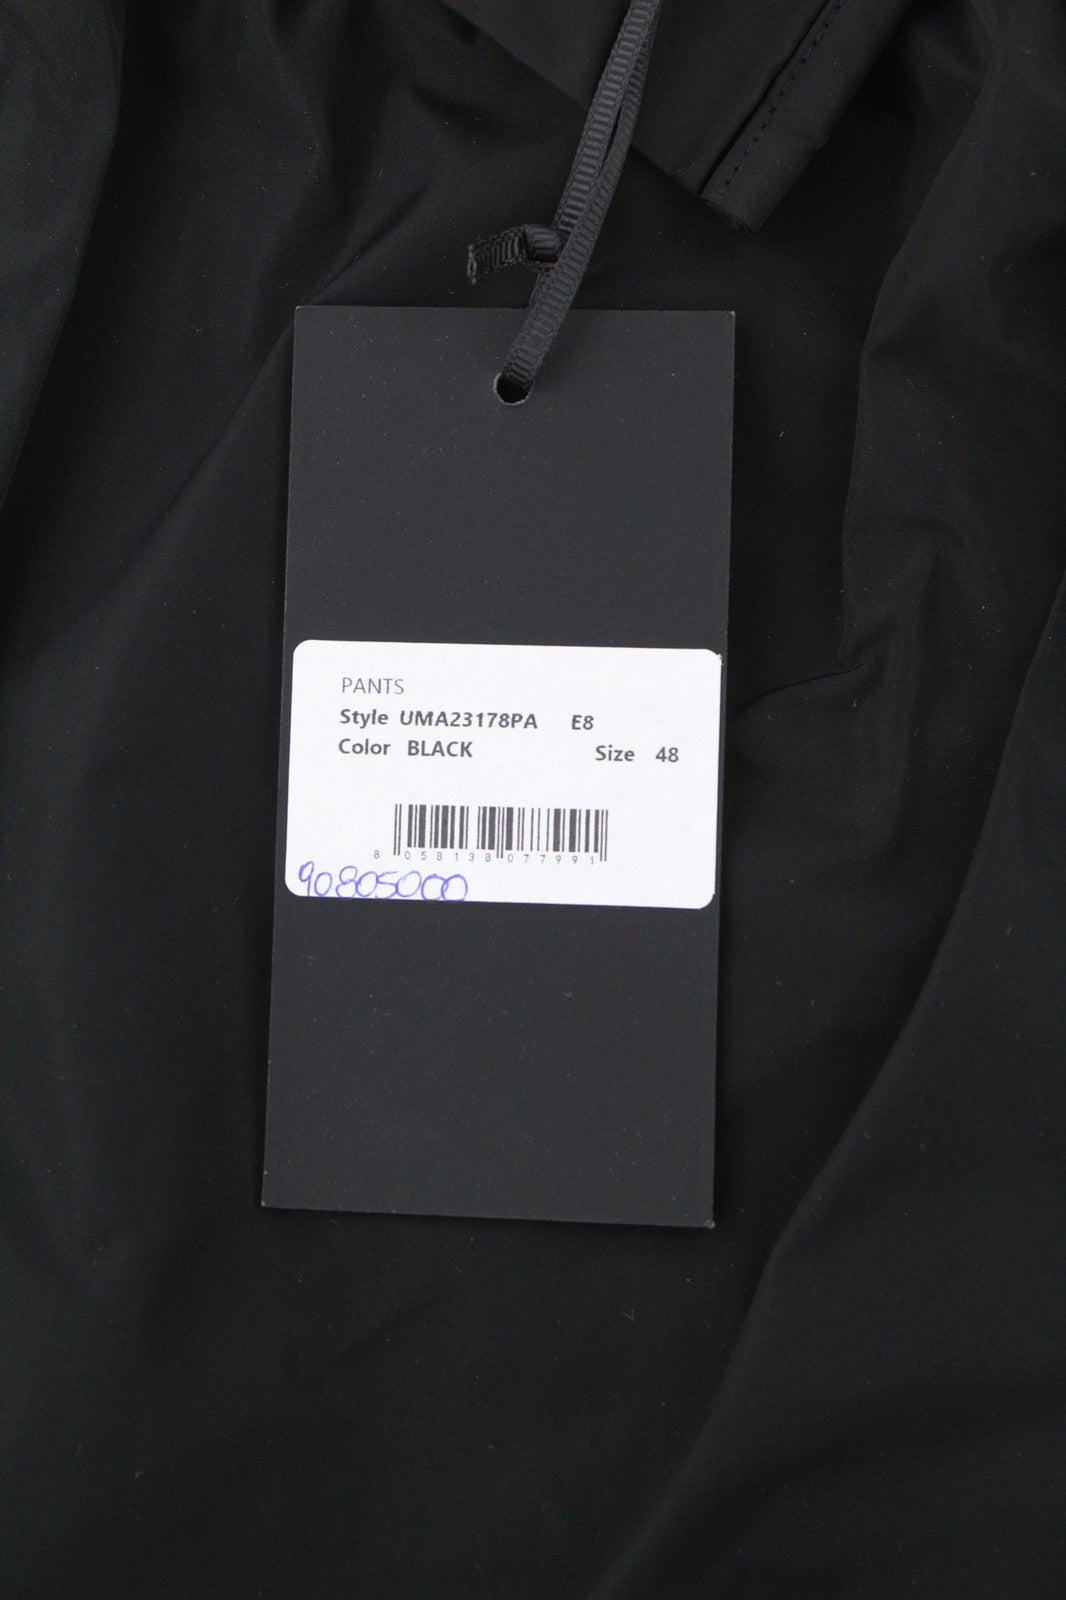 PANTS
Style UMA23178PA E8
Color BLACK Size 48
8 058138 077991
90805000